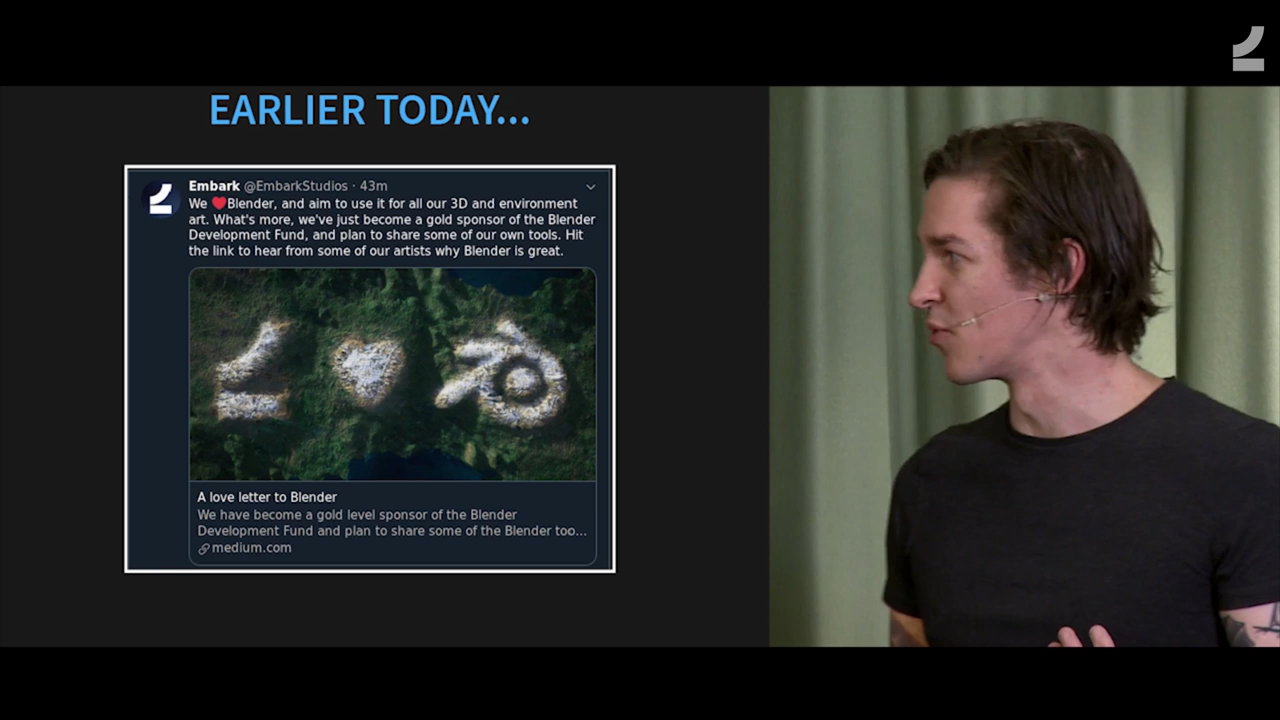 EARLIER TODAY...
Embark @EmbarkStudios · 43m
We ❤️Blender, and aim to use it for all our 3D and environment
art. What's more, we've just become a gold sponsor of the Blender
Development Fund, and plan to share some of our own tools. Hit
the link to hear from some of our artists why Blender is great.
A love letter to Blender
We have become a gold level sponsor of the Blender
Development Fund and plan to share some of the Blender too...
medium.com